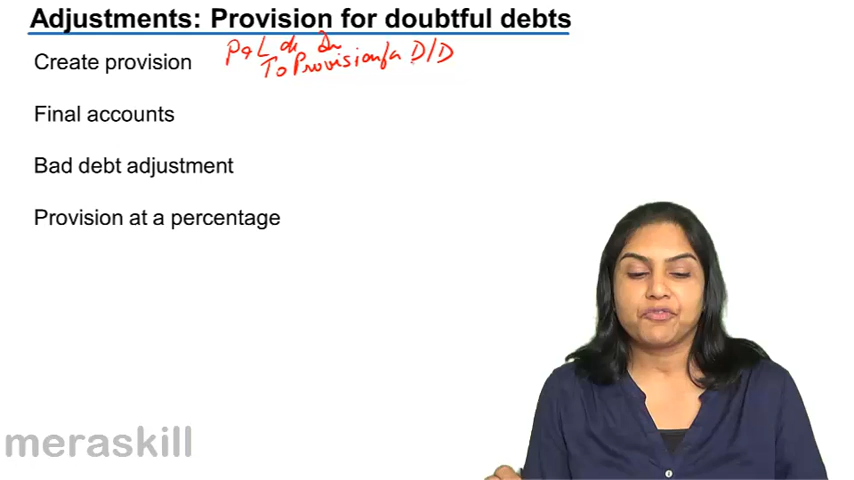 Adjustments: Provision for doubtful debts
Create provision
P & L Dr
To Provision for D/D
Final accounts
Bad debt adjustment
Provision at a percentage
meraskill